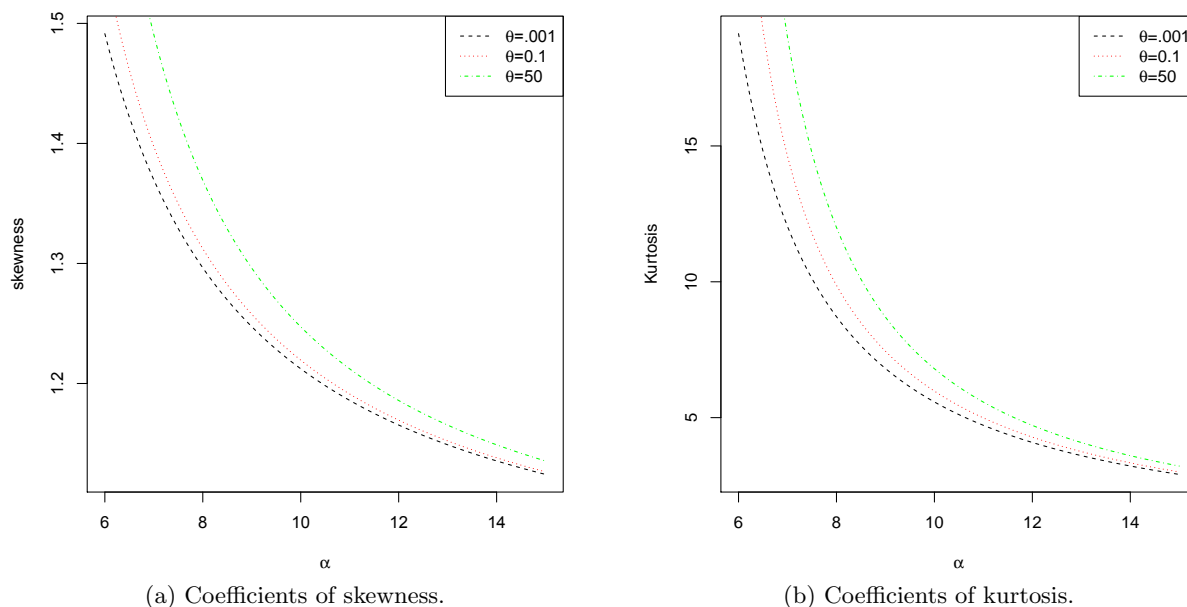 1.5
1.4
1.3
1.2
skewness
6
8
10
12
14
α
θ=.001
θ=0.1
θ=50
(a) Coefficients of skewness.
15
10
5
Kurtosis
6
8
10
12
14
α
θ=.001
θ=0.1
θ=50
(b) Coefficients of kurtosis.